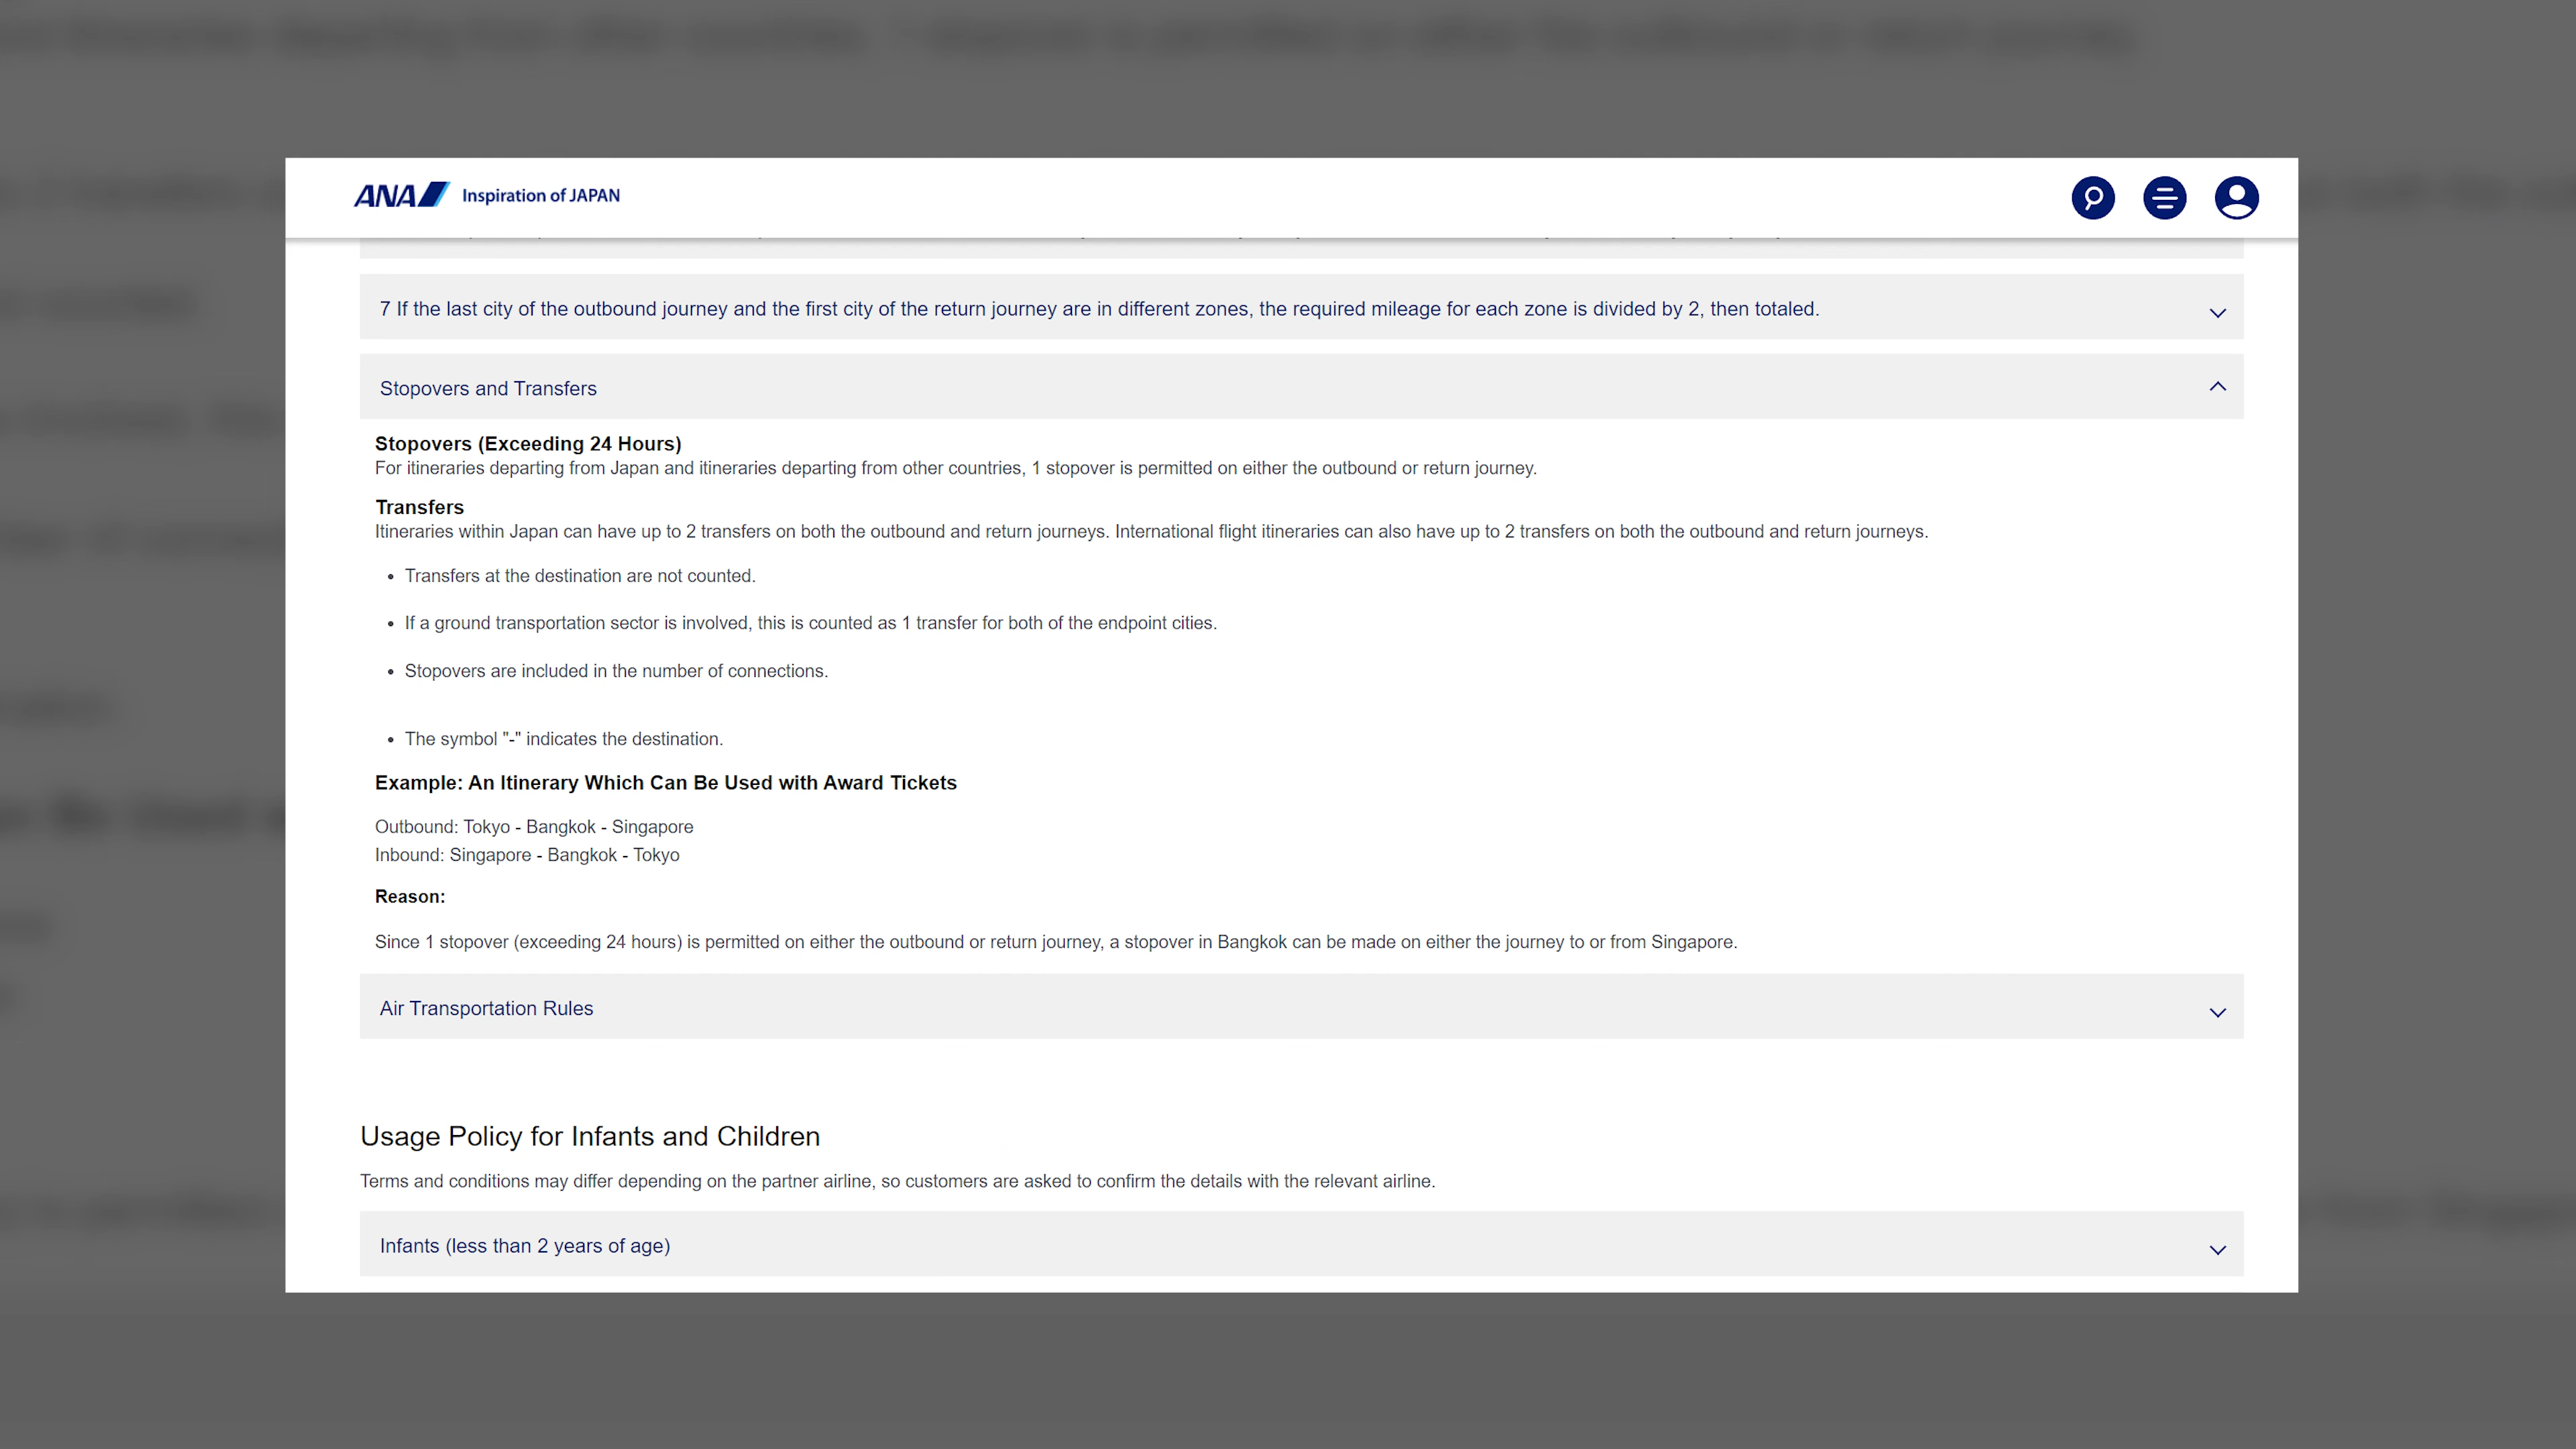 ANA Inspiration of JAPAN
7 If the last city of the outbound journey and the first city of the return journey are in different zones, the required mileage for each zone is divided by 2, then totaled.
Stopovers and Transfers
Stopovers (Exceeding 24 Hours)
For itineraries departing from Japan and itineraries departing from other countries, 1 stopover is permitted on either the outbound or return journey.
Transfers
Itineraries within Japan can have up to 2 transfers on both the outbound and return journeys. International flight itineraries can also have up to 2 transfers on both the outbound and return journeys.
• Transfers at the destination are not counted.
• If a ground transportation sector is involved, this is counted as 1 transfer for both of the endpoint cities.
• Stopovers are included in the number of connections.
• The symbol "-" indicates the destination.
Example: An Itinerary Which Can Be Used with Award Tickets
Outbound: Tokyo - Bangkok - Singapore
Inbound: Singapore - Bangkok - Tokyo
Reason:
Since 1 stopover (exceeding 24 hours) is permitted on either the outbound or return journey, a stopover in Bangkok can be made on either the journey to or from Singapore.
Air Transportation Rules
Usage Policy for Infants and Children
Terms and conditions may differ depending on the partner airline, so customers are asked to confirm the details with the relevant airline.
Infants (less than 2 years of age)